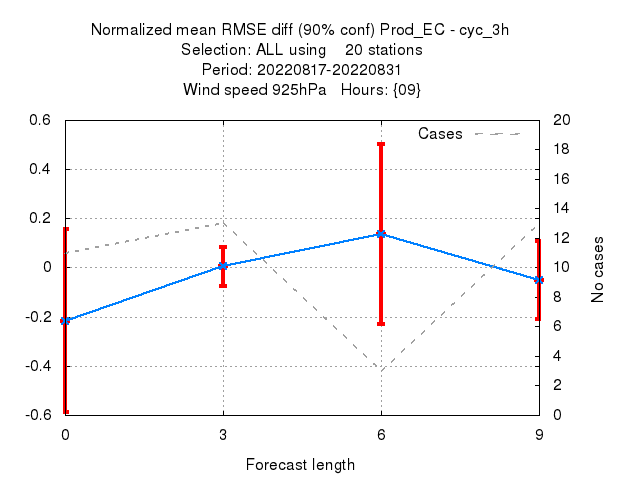 Normalized mean RMSE diff (90% conf) Prod_EC - cyc_3h
Selection: ALL using 20 stations
Period: 20220817-20220831
Wind speed 925hPa Hours: {09}
Cases
0.6
0.4
0.2
0
-0.2
-0.4
-0.6
20
18
16
14
12
10
8
6
4
2
0
No cases
0 3 6 9
Forecast length